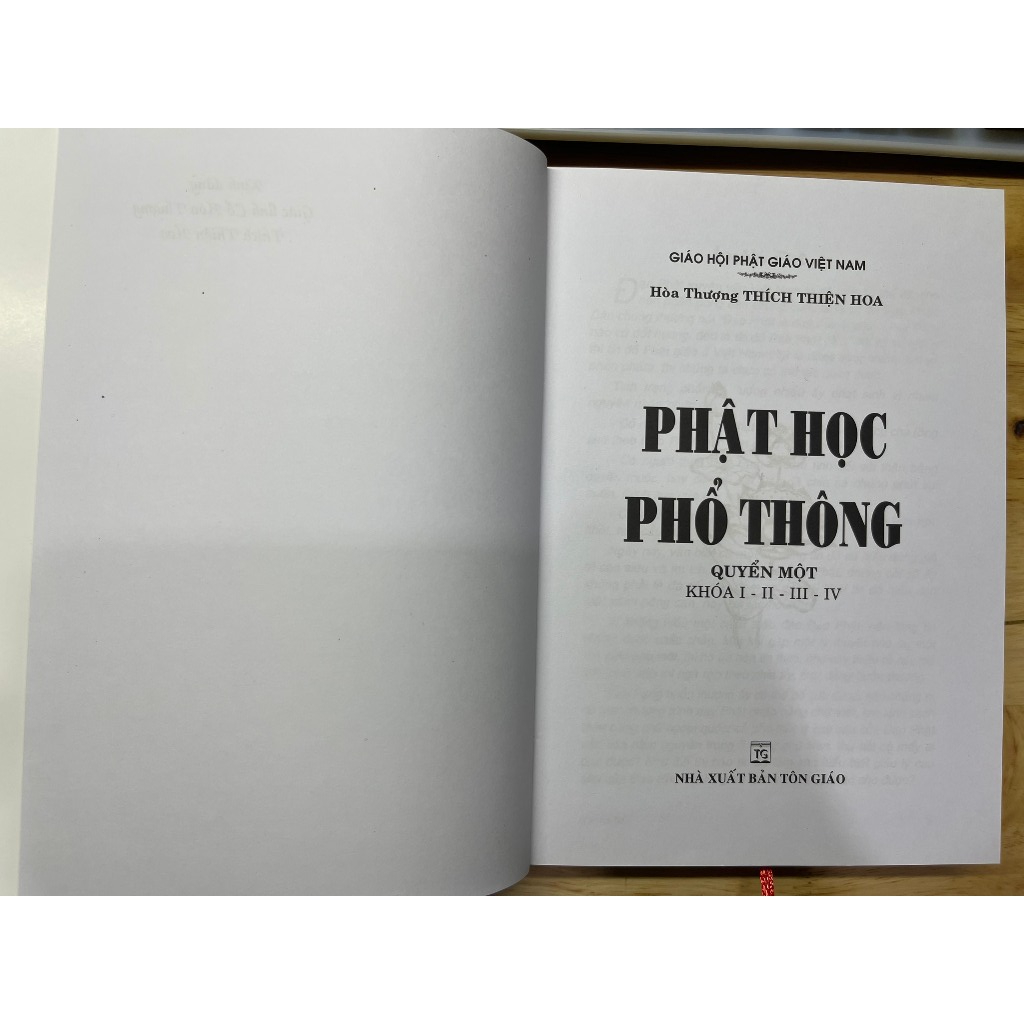 GIÁO HỘI PHẬT GIÁO VIỆT NAM
Hòa Thượng THÍCH THIỆN HOA
PHẬT HỌC
PHỔ THÔNG
QUYỂN MỘT
KHÓA I - II - III - IV
TG
NHÀ XUẤT BẢN TÔN GIÁO